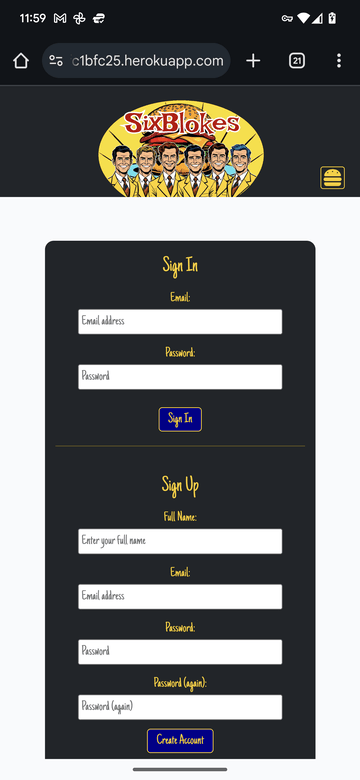 11:59
c1bfc25.herokuapp.com
21
SixBlokes
Sign In
Email:
Email address
Password:
Password
Sign In
Sign Up
Full Name:
Enter your full name
Email:
Email address
Password:
Password
Password (again):
Password (again)
Create Account